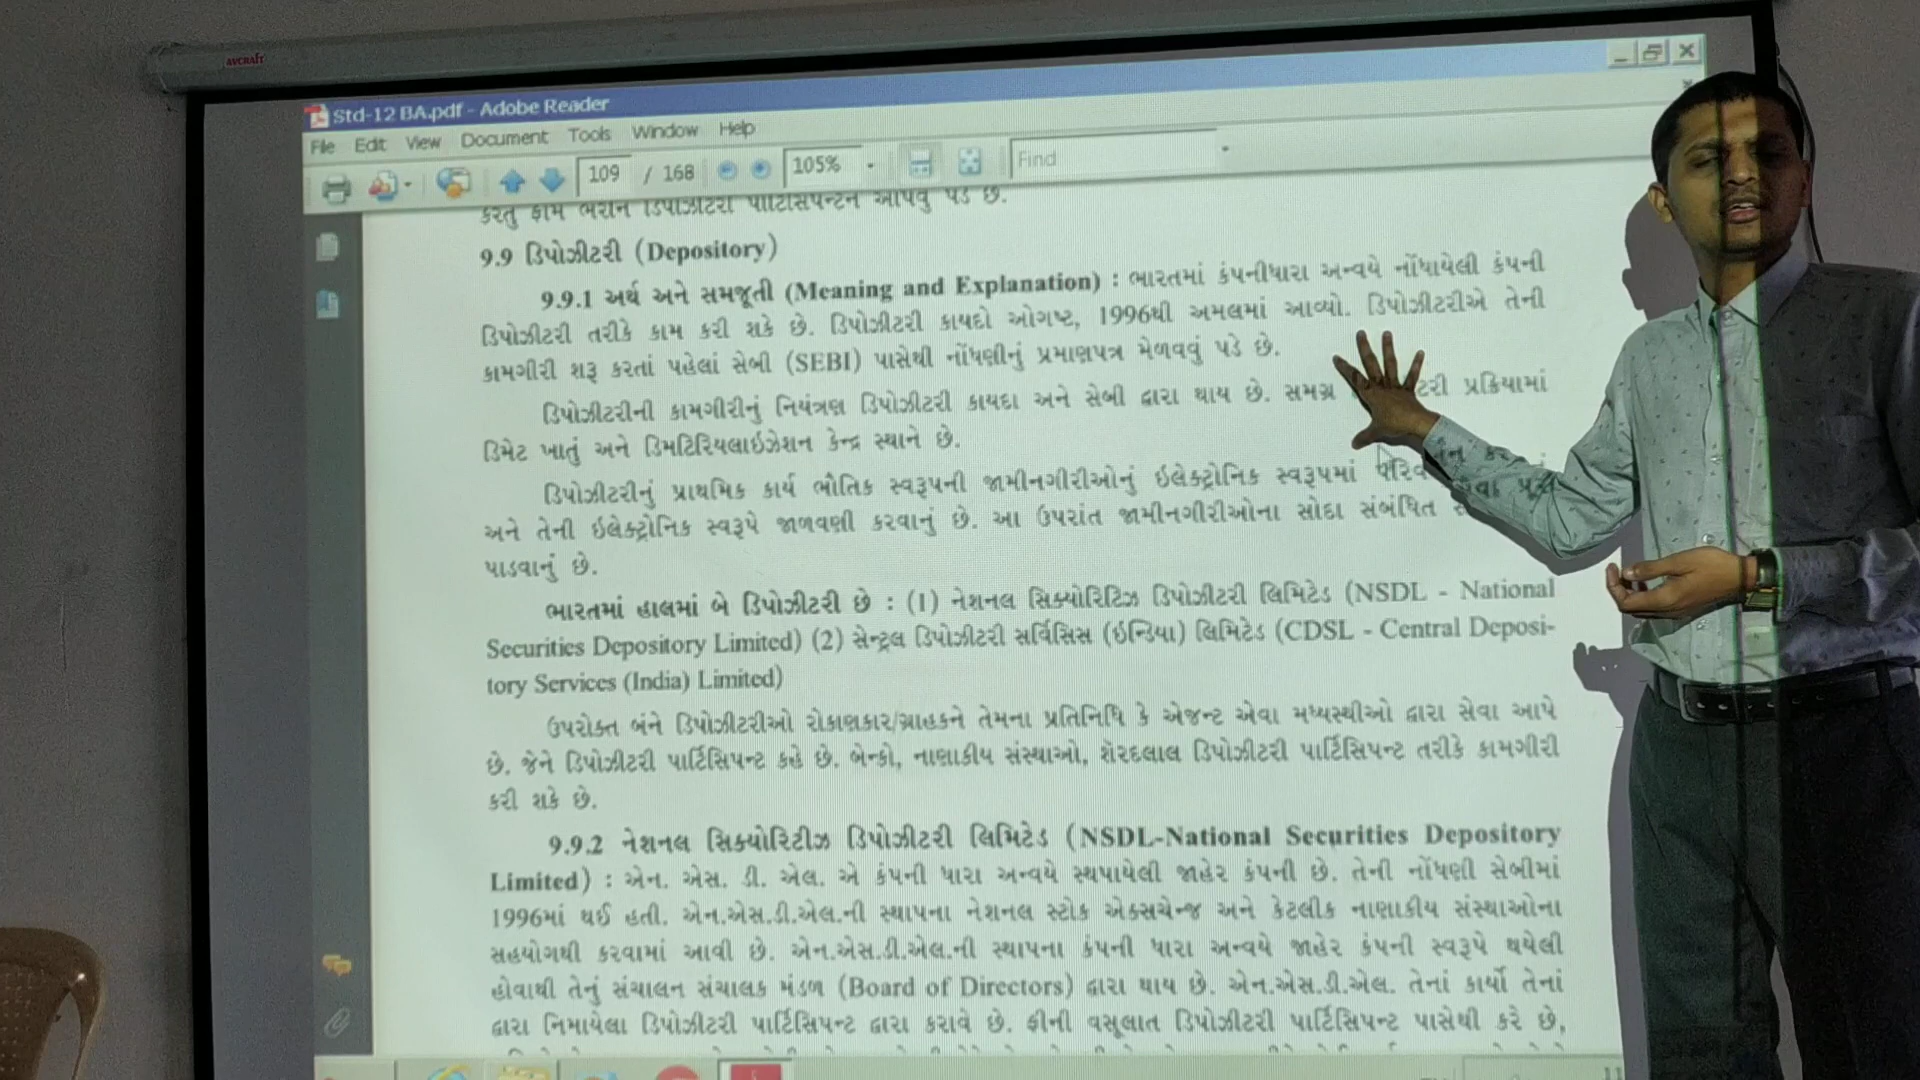 AVCRAFT
Std-12 BA.pdf - Adobe Reader
File Edit View Document Tools Window Help
109 / 168 105% Find
કરતું ફોર્મ ભરીને ડિપોઝીટરી પાર્ટિસિપન્ટને આપવું પડે છે.
9.9 ડિપોઝીટરી (Depository)
9.9.1 અર્થ અને સમજૂતી (Meaning and Explanation) : ભારતમાં કંપનીધારા અન્વયે નોંધાયેલી કંપની
ડિપોઝીટરી તરીકે કામ કરી શકે છે. ડિપોઝીટરી કાયદો ઓગષ્ટ, 1996થી અમલમાં આવ્યો. ડિપોઝીટરીએ તેની
કામગીરી શરૂ કરતાં પહેલાં સેબી (SEBI) પાસેથી નોંધણીનું પ્રમાણપત્ર મેળવવું પડે છે.
ડિપોઝીટરીની કામગીરીનું નિયંત્રણ ડિપોઝીટરી કાયદા અને સેબી દ્વારા થાય છે. સમગ્ર પ્રક્રિયામાં
ડિમેટ ખાતું અને ડિમટિરિયલાઇઝેશન કેન્દ્ર સ્થાને છે.
ડિપોઝીટરીનું પ્રાથમિક કાર્ય ભૌતિક સ્વરૂપની જામીનગીરીઓનું ઇલેક્ટ્રોનિક સ્વરૂપમાં
અને તેની ઇલેક્ટ્રોનિક સ્વરૂપે જાળવણી કરવાનું છે. આ ઉપરાંત જામીનગીરીઓના સોદા સંબંધિત
પાડવાનું છે.
ભારતમાં હાલમાં બે ડિપોઝીટરી છે : (1) નેશનલ સિક્યોરિટિઝ ડિપોઝીટરી લિમિટેડ (NSDL - National
Securities Depository Limited) (2) સેન્ટ્રલ ડિપોઝીટરી સર્વિસિસ (ઇન્ડિયા) લિમિટેડ (CDSL - Central Deposi-
tory Services (India) Limited)
ઉપરોક્ત બંને ડિપોઝીટરીઓ રોકાણકાર/ગ્રાહકને તેમના પ્રતિનિધિ કે એજન્ટ એવા મધ્યસ્થીઓ દ્વારા સેવા આપે
છે. જેને ડિપોઝીટરી પાર્ટિસિપન્ટ કહે છે. બેન્કો, નાણાકીય સંસ્થાઓ, શેરદલાલ ડિપોઝીટરી પાર્ટિસિપન્ટ તરીકે કામગીરી
કરી શકે છે.
9.9.2 નેશનલ સિક્યોરિટીઝ ડિપોઝીટરી લિમિટેડ (NSDL-National Securities Depository
Limited) : એન. એસ. ડી. એલ. એ કંપની ધારા અન્વયે સ્થપાયેલી જાહેર કંપની છે. તેની નોંધણી સેબીમાં
1996માં થઈ હતી. એન.એસ.ડી.એલ.ની સ્થાપના નેશનલ સ્ટોક એક્સચેન્જ અને કેટલીક નાણાકીય સંસ્થાઓના
સહયોગથી કરવામાં આવી છે. એન.એસ.ડી.એલ.ની સ્થાપના કંપની ધારા અન્વયે જાહેર કંપની સ્વરૂપે થયેલી
હોવાથી તેનું સંચાલન સંચાલક મંડળ (Board of Directors) દ્વારા થાય છે. એન.એસ.ડી.એલ. તેનાં કાર્યો તેનાં
દ્વારા નિમાયેલા ડિપોઝીટરી પાર્ટિસિપન્ટ દ્વારા કરાવે છે. ફીની વસૂલાત ડિપોઝીટરી પાર્ટિસિપન્ટ પાસેથી કરે છે,